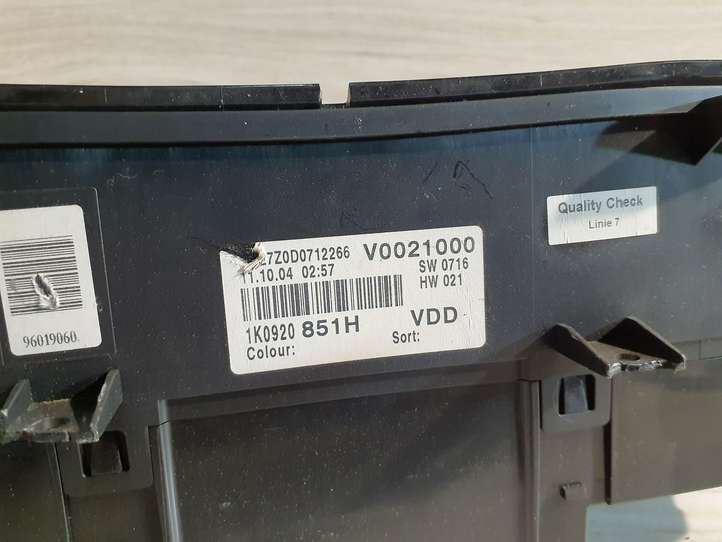 27Z0D0712266 V0021000
11.10.04 02:57 SW 0716
HW 021
1K0920 851H VDD
Colour: Sort:
Quality Check
Linie 7
96019060